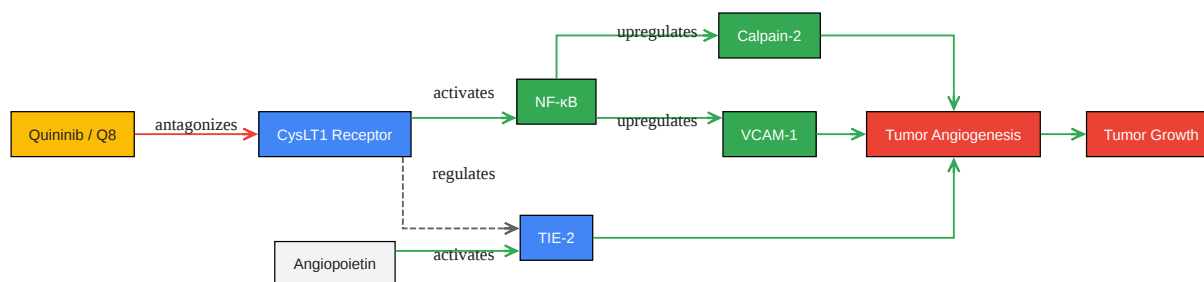 upregulates
Calpain-2
activates
NF-κB
Quininib / Q8
antagonizes
CysLT1 Receptor
upregulates
VCAM-1
Tumor Angiogenesis
Tumor Growth
regulates
TIE-2
Angiopoietin
activates